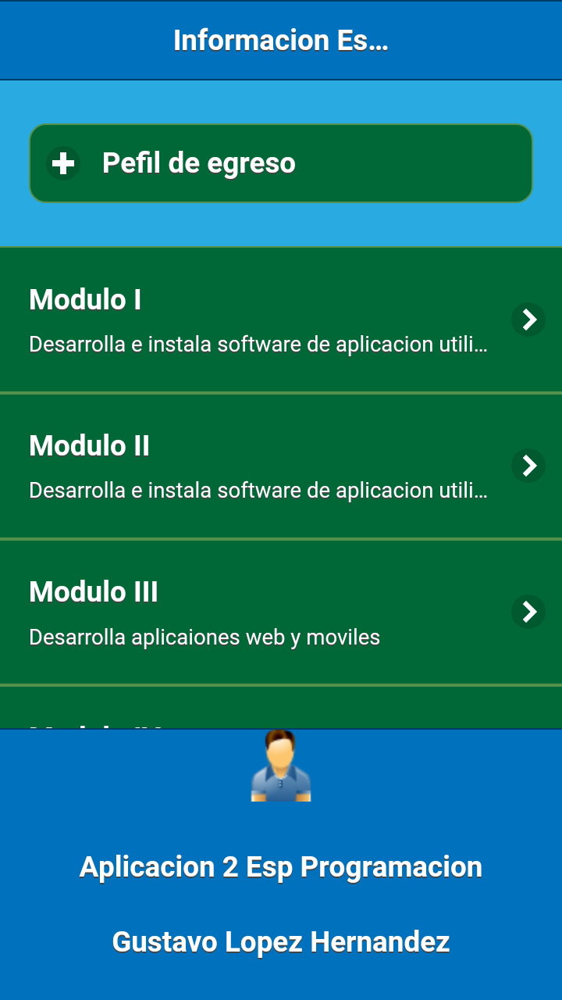 Informacion Es...
Pefil de egreso
Modulo I
Desarrolla e instala software de aplicacion utili...
Modulo II
Desarrolla e instala software de aplicacion utili...
Modulo III
Desarrolla aplicaiones web y moviles
Aplicacion 2 Esp Programacion
Gustavo Lopez Hernandez